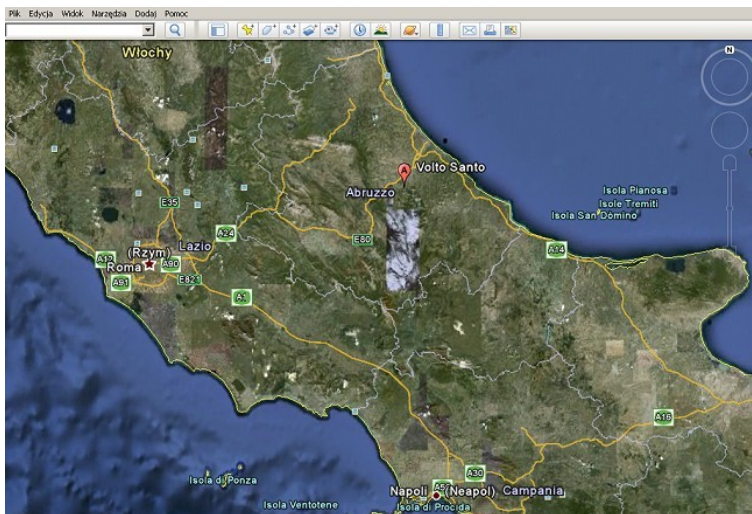 Plik Edycja Widok Narzędzia Dodaj Pomoc
Włochy
N
A Volto Santo
Abruzzo
Isola Pianosa
Isole Tremiti
Isola San Domino
E35
A24
Lazio
E80
A14
(Rzym)
A12
Roma
A90
A91
E821
A1
A16
A30
Isola di Ponza
A5
Napoli (Neapol) Campania
Isola Ventotene
Isola di Procida